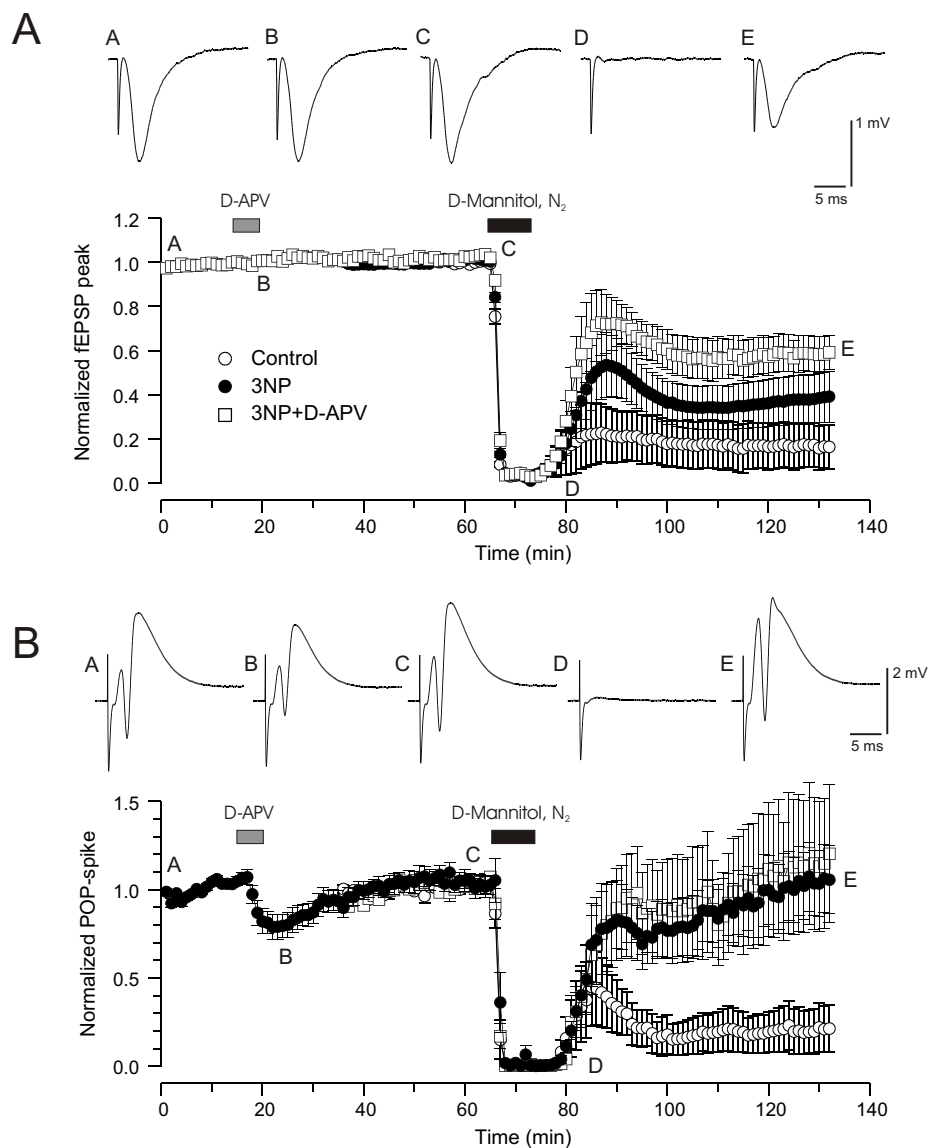 A
A B C D E
1 mV
5 ms
D-APV D-Mannitol, N₂
1.2
1.0
0.8
0.6
0.4
0.2
0.0
Normalized fEPSP peak
A
B
C
D
E
Control
3NP
3NP+D-APV
0 20 40 60 80 100 120 140
Time (min)
B
A B C D E
2 mV
5 ms
D-APV D-Mannitol, N₂
1.5
1.0
0.5
0.0
Normalized POP-spike
A
B
C
D
E
0 20 40 60 80 100 120 140
Time (min)